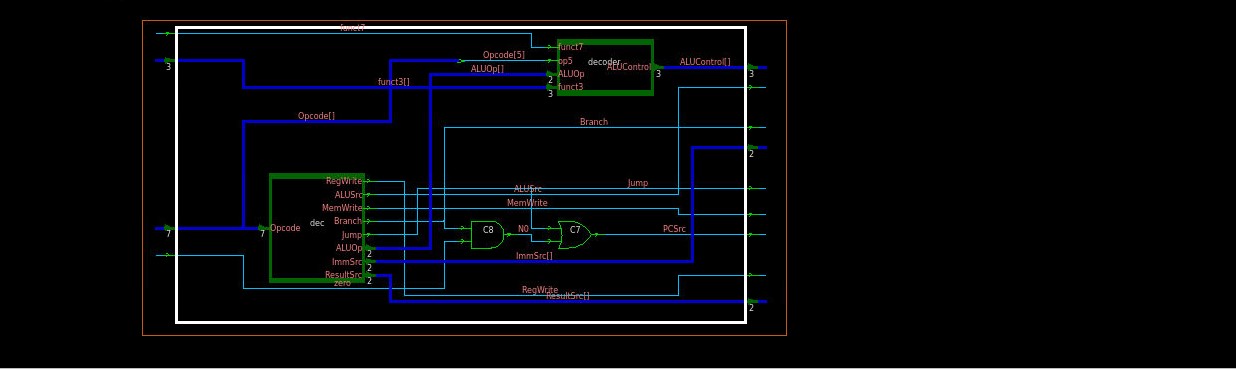 funct7
funct7
Opcode[5]
op5
decoder
ALUControl
ALUControl[]
3
3
3
ALUOp[]
ALUOp
2
funct3[]
funct3
3
Opcode[]
Branch
2
RegWrite
ALUSrc
ALUSrc
Jump
MemWrite
MemWrite
Branch
dec
7
7
Opcode
Jump
C8
N0
C7
PCSrc
ALUOp
2
ImmSrc[]
ImmSrc
2
ResultSrc
2
zero
RegWrite
ResultSrc[]
2